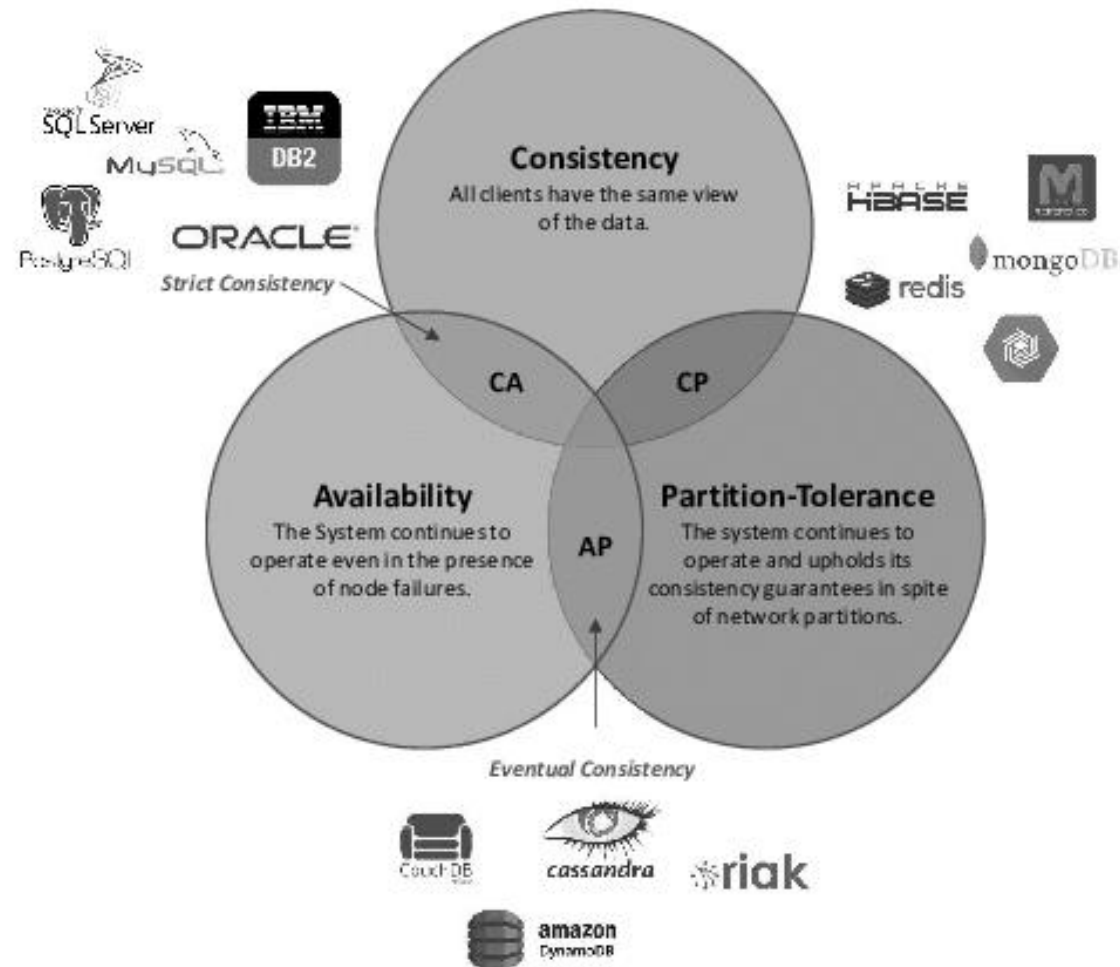 SQL Server
MySQL
IBM
DB2
PostgreSQL
ORACLE
Strict Consistency
Consistency
All clients have the same view
of the data.
APACHE
HBASE
M
mongoDB
redis
CA
CP
Availability
The System continues to
operate even in the presence
of node failures.
Partition-Tolerance
The system continues to
operate and upholds its
consistency guarantees in spite
of network partitions.
AP
Eventual Consistency
CouchDB
cassandra
riak
amazon
DynamoDB